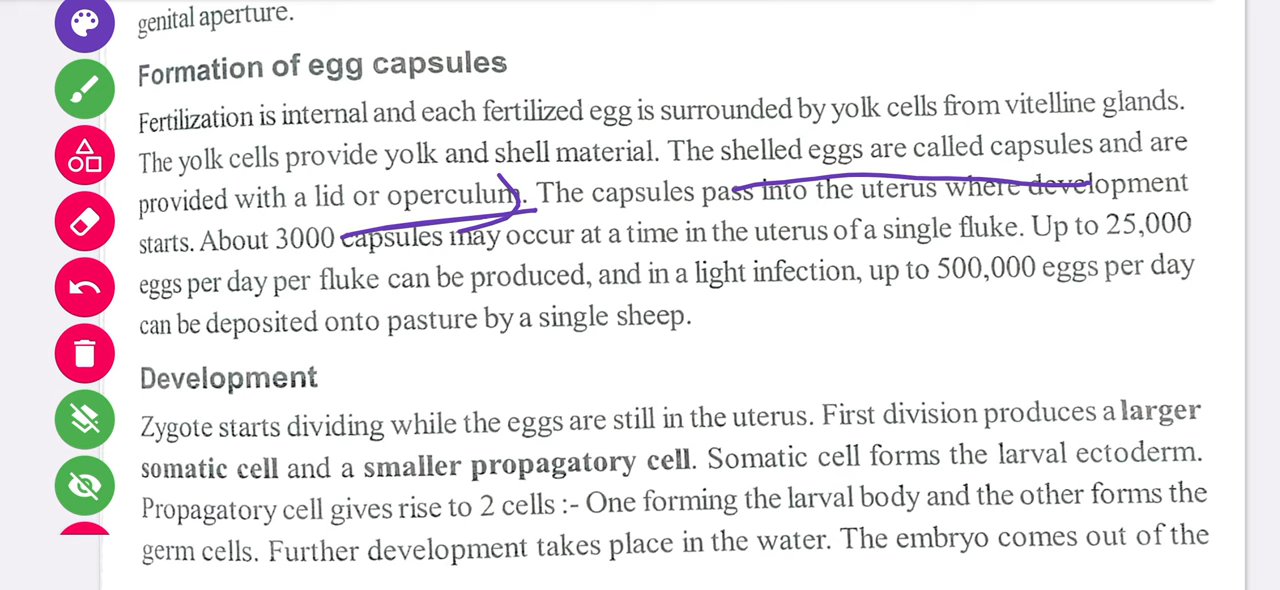 genital aperture.
Formation of egg capsules
Fertilization is internal and each fertilized egg is surrounded by yolk cells from vitelline glands.
The yolk cells provide yolk and shell material. The shelled eggs are called capsules and are
provided with a lid or operculum. The capsules pass into the uterus where development
starts. About 3000 capsules may occur at a time in the uterus of a single fluke. Up to 25,000
eggs per day per fluke can be produced, and in a light infection, up to 500,000 eggs per day
can be deposited onto pasture by a single sheep.
Development
Zygote starts dividing while the eggs are still in the uterus. First division produces a larger
somatic cell and a smaller propagatory cell. Somatic cell forms the larval ectoderm.
Propagatory cell gives rise to 2 cells :- One forming the larval body and the other forms the
germ cells. Further development takes place in the water. The embryo comes out of the